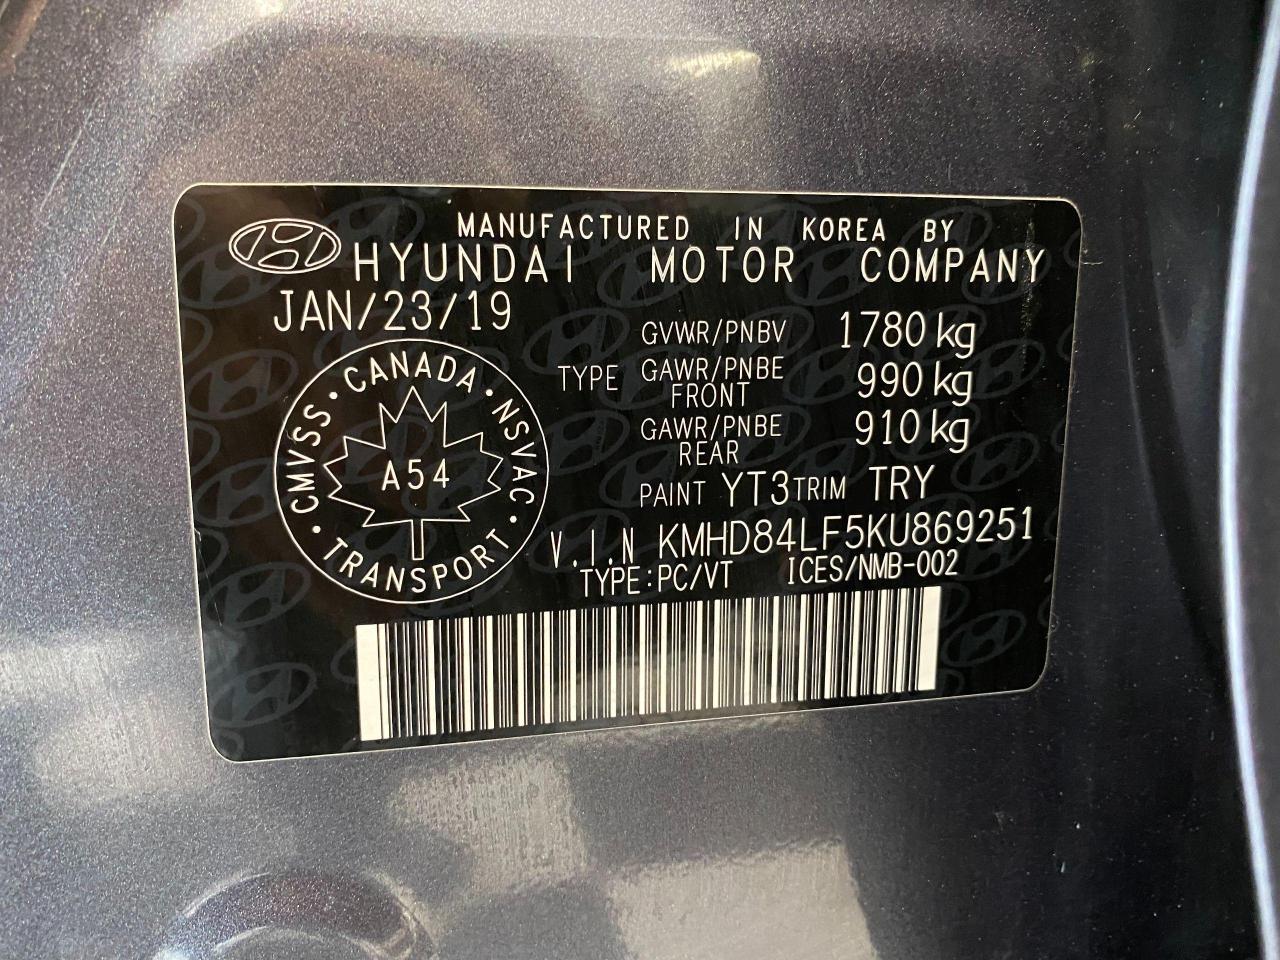 MANUFACTURED IN KOREA BY
HYUNDAI MOTOR COMPANY
JAN/23/19
GVWR/PNBV 1780 kg
TYPE GAWR/PNBE FRONT 990 kg
GAWR/PNBE REAR 910 kg
PAINT YT3 TRIM TRY
V.I.N KMHD84LF5KU869251
TYPE:PC/VT ICES/NMB-002
CANADA
CMVSS · NSVAC
A54
TRANSPORT